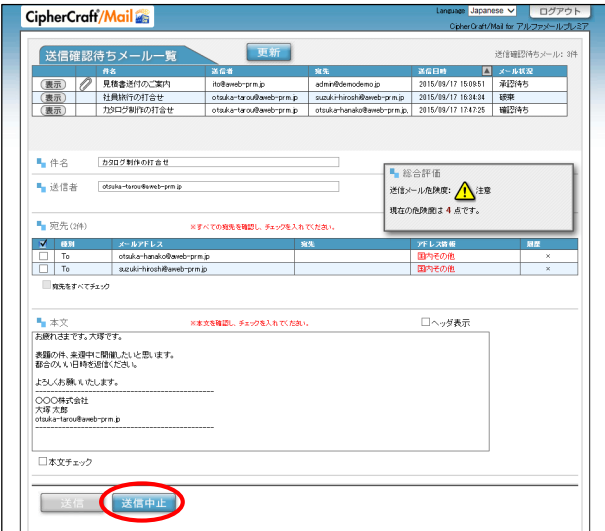 CipherCraft/Mail
Language Japanese ログアウト
CipherCraft/Mail for アルファメールプレミア
送信確認待ちメール一覧 更新 送信確認待ちメール: 3件
件名 送信者 宛先 送信日時 メール状況
表示 見積書送付のご案内 ito@aweb-prm.jp admin@demodemo.jp 2015/09/17 15:09:51 承認待ち
表示 社員旅行の打合せ otsuka-tarou@aweb-prm.jp suzuki-hiroshi@aweb-prm.jp 2015/09/17 16:34:34 破棄
表示 カタログ制作の打合せ otsuka-tarou@aweb-prm.jp otsuka-hanako@aweb-prm.jp, 2015/09/17 17:47:25 確認待ち
件名 カタログ制作の打合せ
送信者 otsuka-tarou@aweb-prm.jp
総合評価
送信メール危険度: 注意
現在の危険度は 4 点です。
宛先(2件) ※すべての宛先を確認し、チェックを入れてください。
種別 メールアドレス 宛先 アドレス情報 履歴
To otsuka-hanako@aweb-prm.jp 国内その他 ×
To suzuki-hiroshi@aweb-prm.jp 国内その他 ×
宛先をすべてチェック
本文 ※本文を確認し、チェックを入れてください。 ヘッダ表示
お疲れさまです。大塚です。
表題の件、来週中に開催したいと思います。
都合のいい日時を返信ください。
よろしくお願いいたします。
------------------------------------------------
〇〇〇株式会社
大塚 太郎
otsuka-tarou@aweb-prm.jp
------------------------------------------------
本文チェック
送信 送信中止